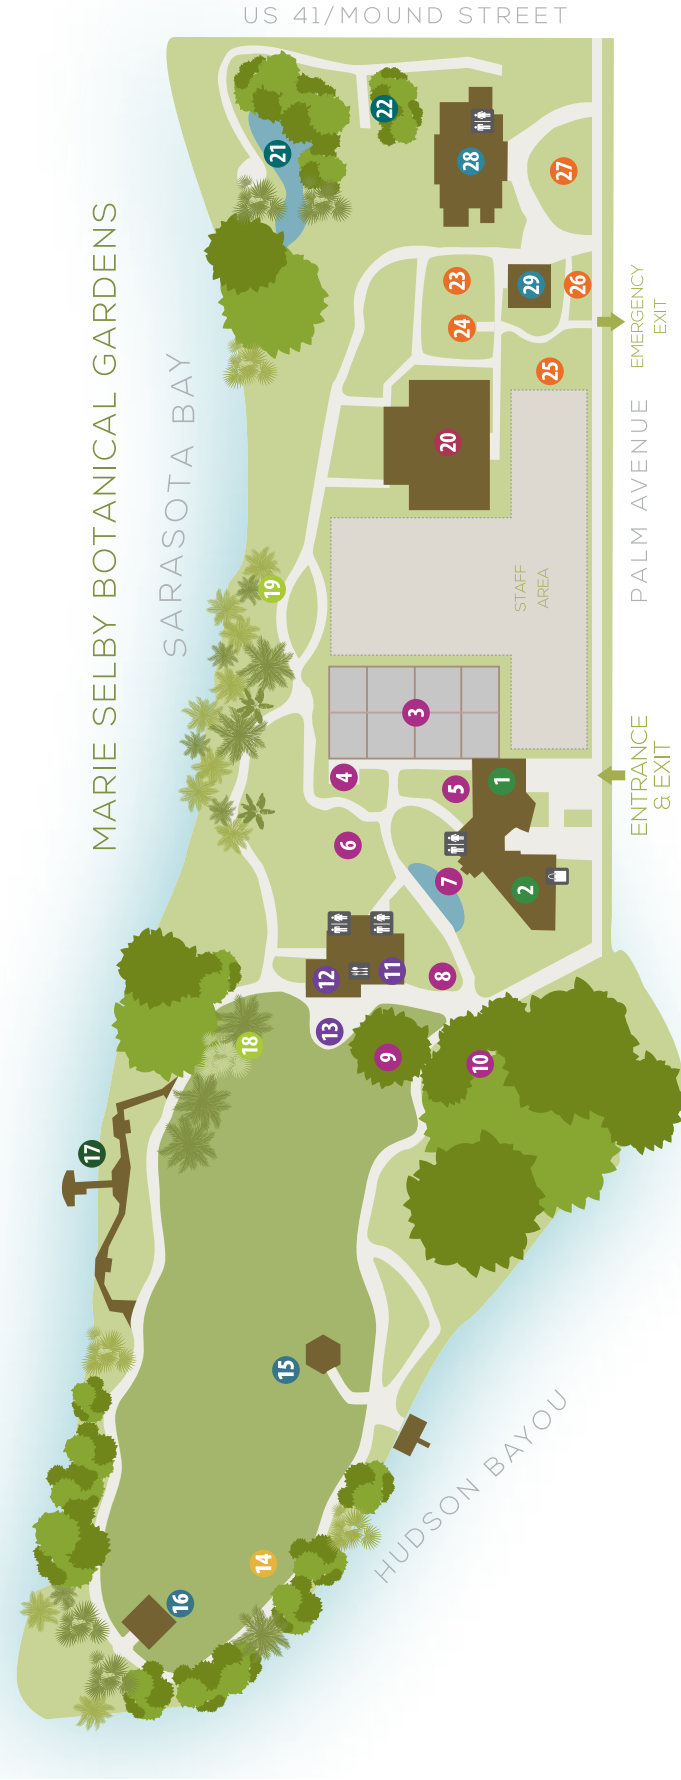 US 41/MOUND STREET
MARIE SELBY BOTANICAL GARDENS
SARASOTA BAY
22
21
28
27
23
29
26
24
EMERGENCY
EXIT
25
20
PALM AVENUE
STAFF
AREA
19
3
4
5
1
ENTRANCE
& EXIT
6
7
2
12
11
8
13
18
9
10
17
15
HUDSON BAYOU
14
16